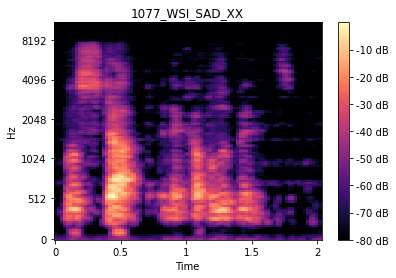 1077_WSI_SAD_XX
8192
4096
2048
1024
512
0
Hz
0
0.5
1
1.5
2
Time
-10 dB
-20 dB
-30 dB
-40 dB
-50 dB
-60 dB
-70 dB
-80 dB